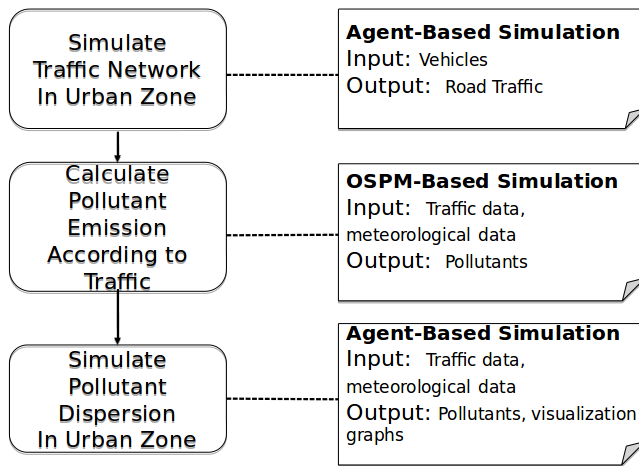 Simulate
Traffic Network
In Urban Zone
Agent-Based Simulation
Input: Vehicles
Output: Road Traffic
Calculate
Pollutant
Emission
According to
Traffic
OSPM-Based Simulation
Input: Traffic data,
meteorological data
Output: Pollutants
Simulate
Pollutant
Dispersion
In Urban Zone
Agent-Based Simulation
Input: Traffic data,
meteorological data
Output: Pollutants, visualization
graphs